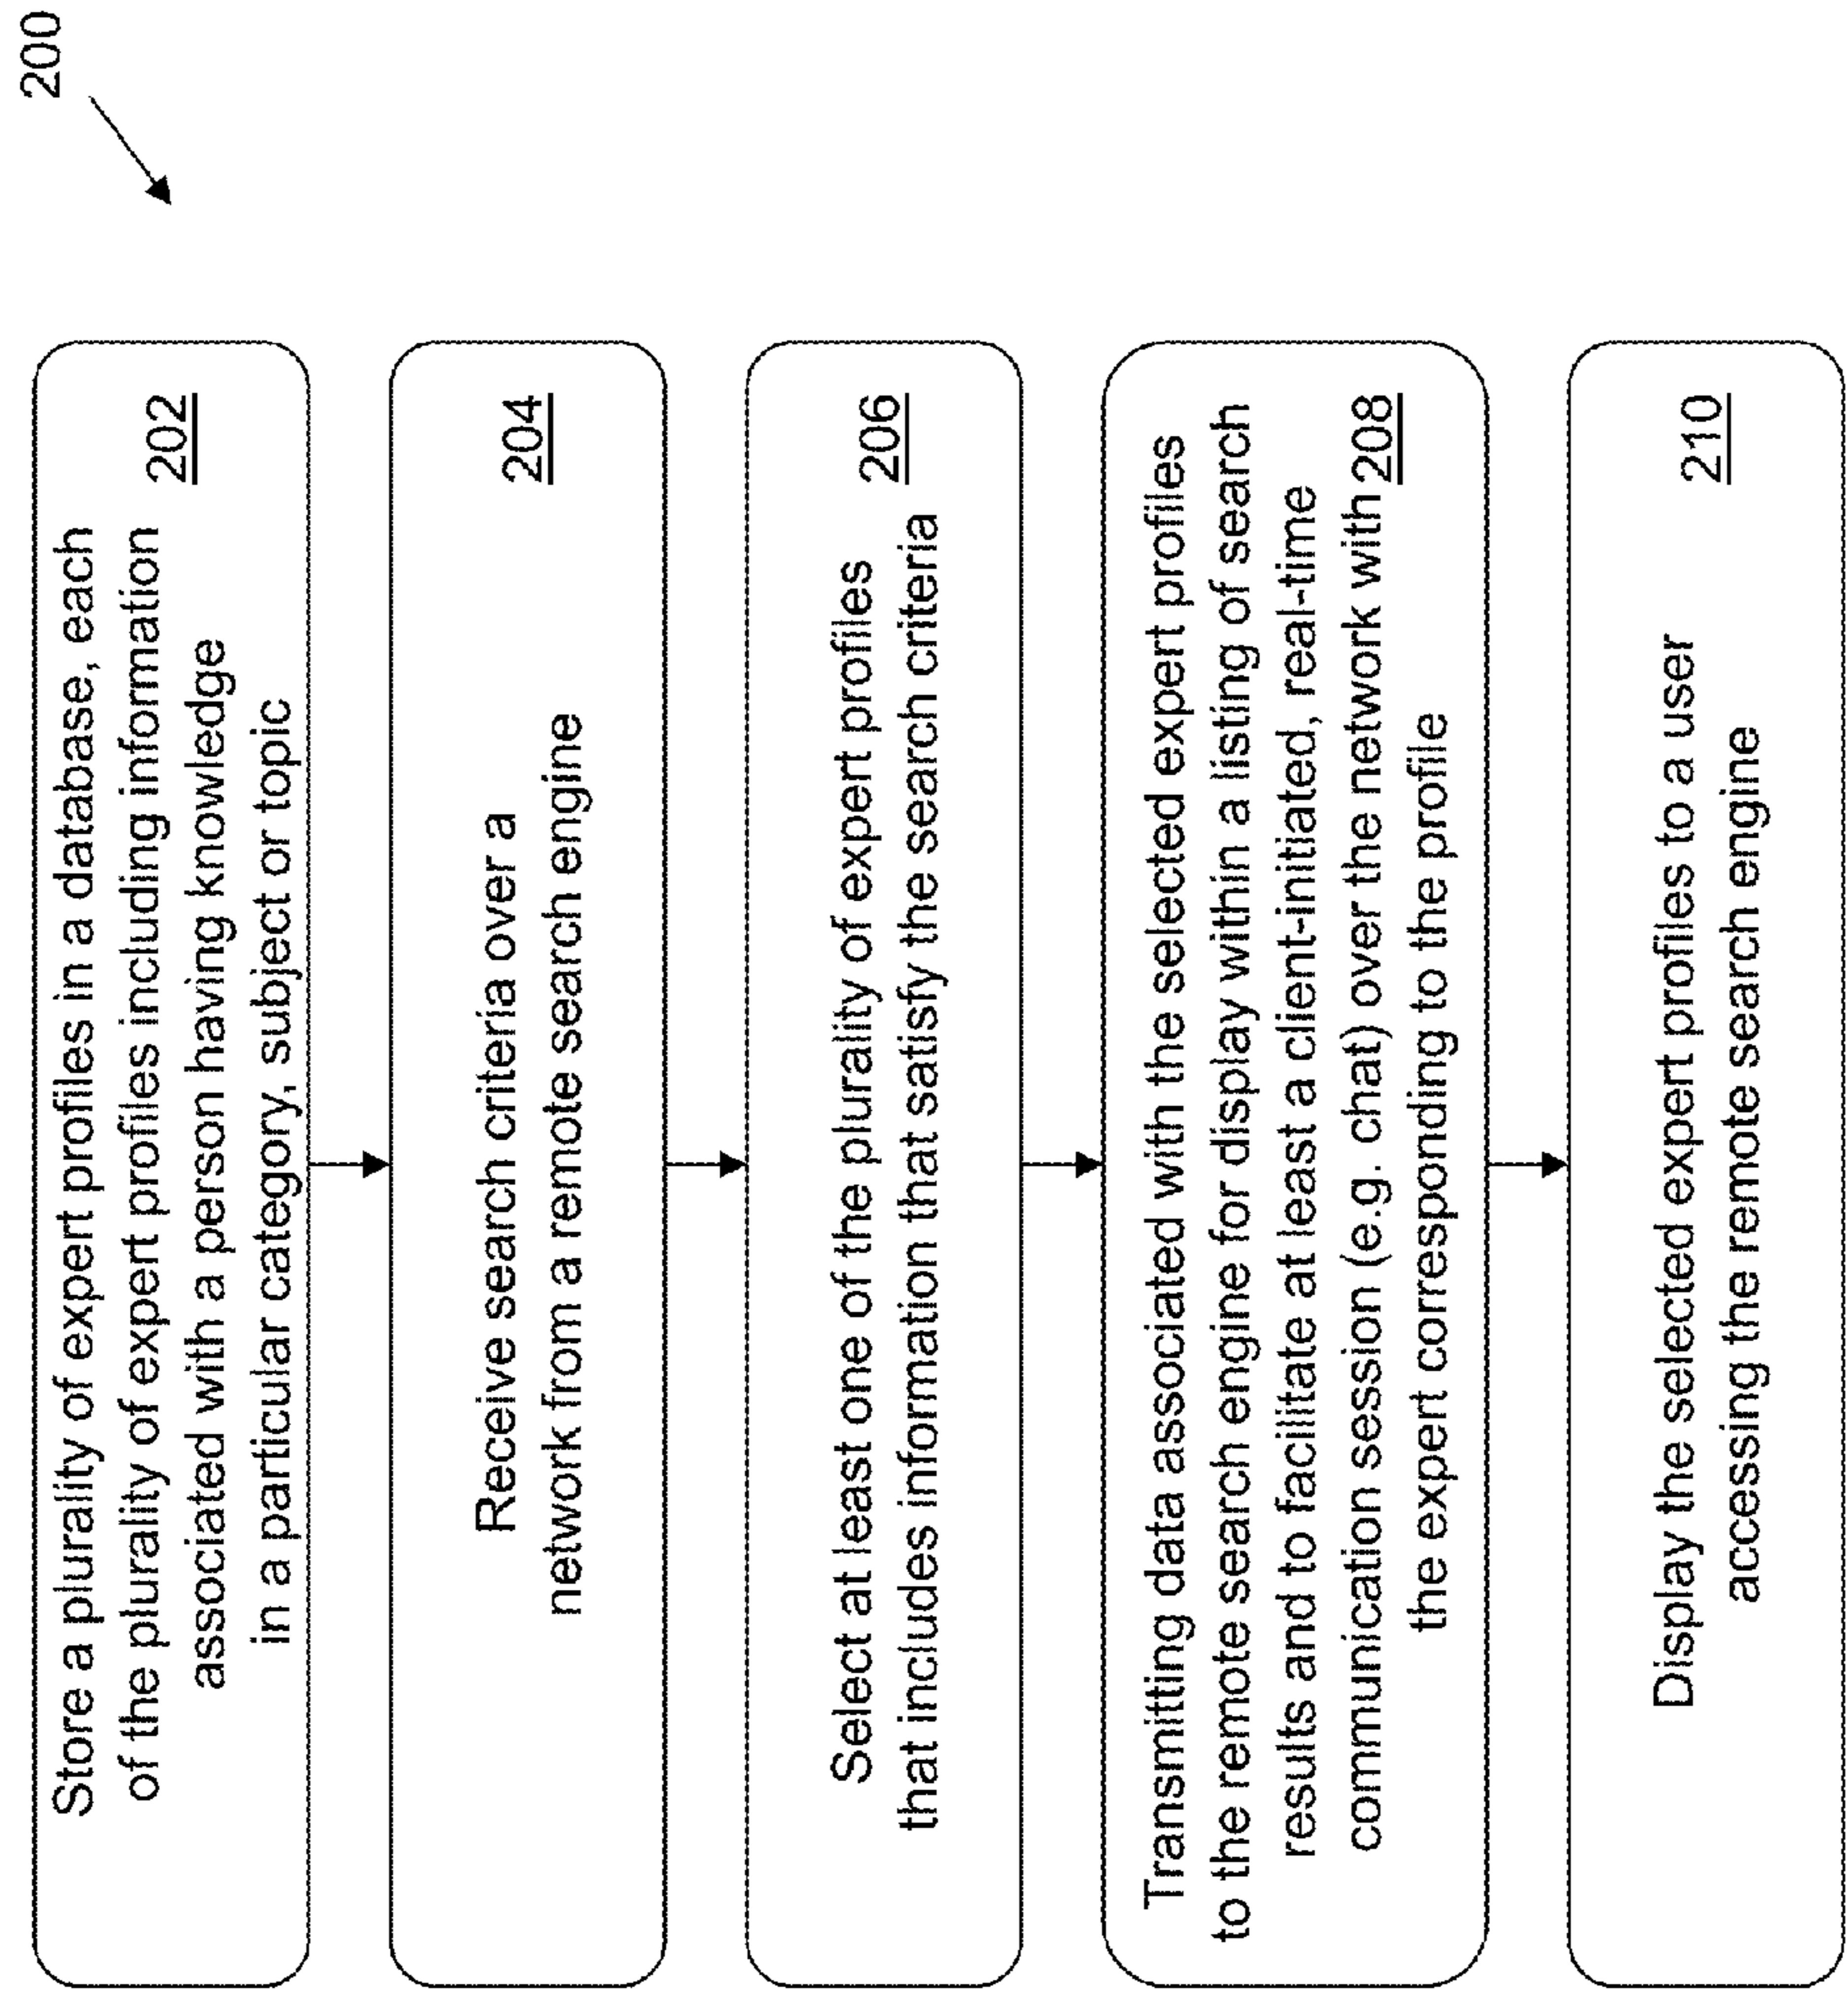 200
Store a plurality of expert profiles in a database, each
of the plurality of expert profiles including information
associated with a person having knowledge
in a particular category, subject or topic
202
Receive search criteria over a
network from a remote search engine
204
Select at least one of the plurality of expert profiles
that includes information that satisfy the search criteria
206
Transmitting data associated with the selected expert profiles
to the remote search engine for display within a listing of search
results and to facilitate at least a client-initiated, real-time
communication session (e.g. chat) over the network with
the expert corresponding to the profile
208
Display the selected expert profiles to a user
accessing the remote search engine
210